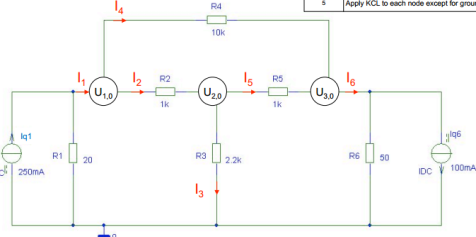 5 Apply KCL to each node except for groun
I4
R4
10k
I1
U1,0
I2
R2
1k
U2,0
I5
R5
1k
U3,0
I6
Iq1
250mA
R1
20
R3
2.2k
I3
R6
50
Iq6
IDC
100mA
0